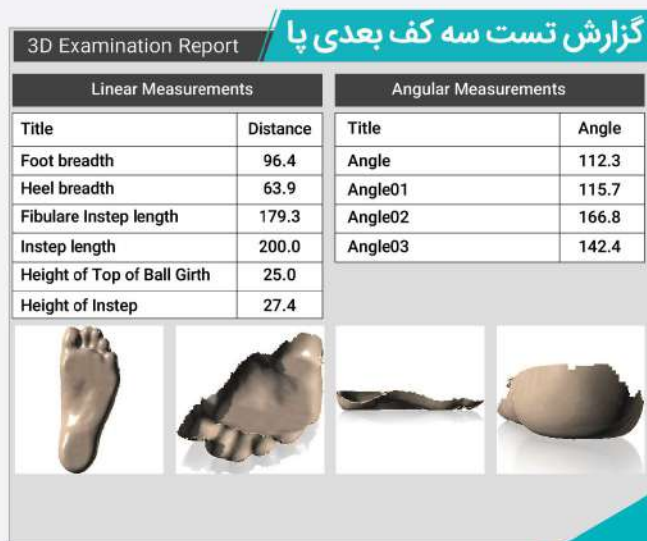 گزارش تست سه کف بعدی پا
3D Examination Report
Linear Measurements
Title Distance
Foot breadth 96.4
Heel breadth 63.9
Fibulare Instep length 179.3
Instep length 200.0
Height of Top of Ball Girth 25.0
Height of Instep 27.4
Angular Measurements
Title Angle
Angle 112.3
Angle01 115.7
Angle02 166.8
Angle03 142.4